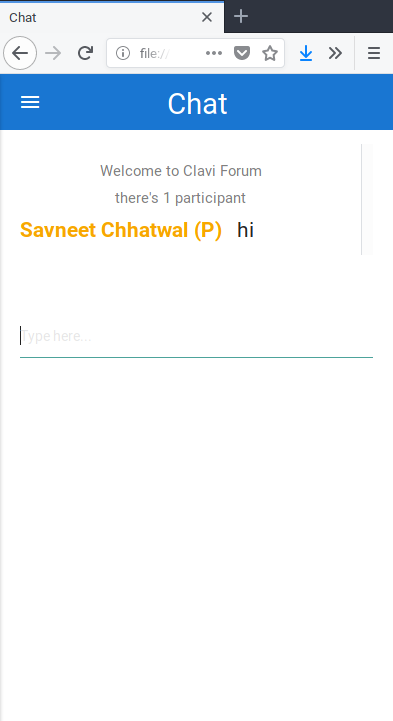 Chat
file://
Chat
Welcome to Clavi Forum
there's 1 participant
Savneet Chhatwal (P) hi
Type here...